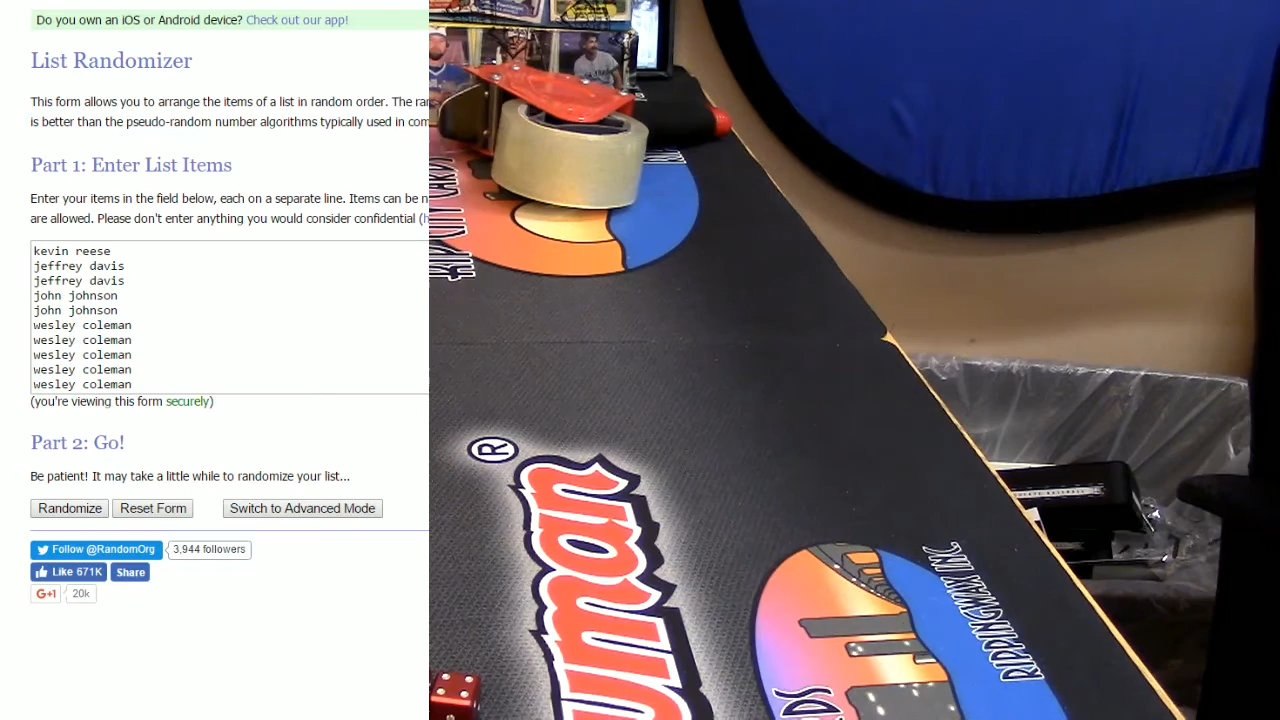 Do you own an iOS or Android device? Check out our app!
List Randomizer
This form allows you to arrange the items of a list in random order. The
is better than the pseudo-random number algorithms typically used in
Part 1: Enter List Items
Enter your items in the field below, each on a separate line. Items can be
are allowed. Please don't enter anything you would consider confidential
kevin reese
jeffrey davis
jeffrey davis
john johnson
john johnson
wesley coleman
wesley coleman
wesley coleman
wesley coleman
wesley coleman
(you're viewing this form securely)
Part 2: Go!
Be patient! It may take a little while to randomize your list...
Randomize Reset Form Switch to Advanced Mode
Follow @RandomOrg 3,944 followers
Like 671K Share
G+1 20k
RIP CITY CARDS
®
uman
RIPPINGWAX INC.
DS